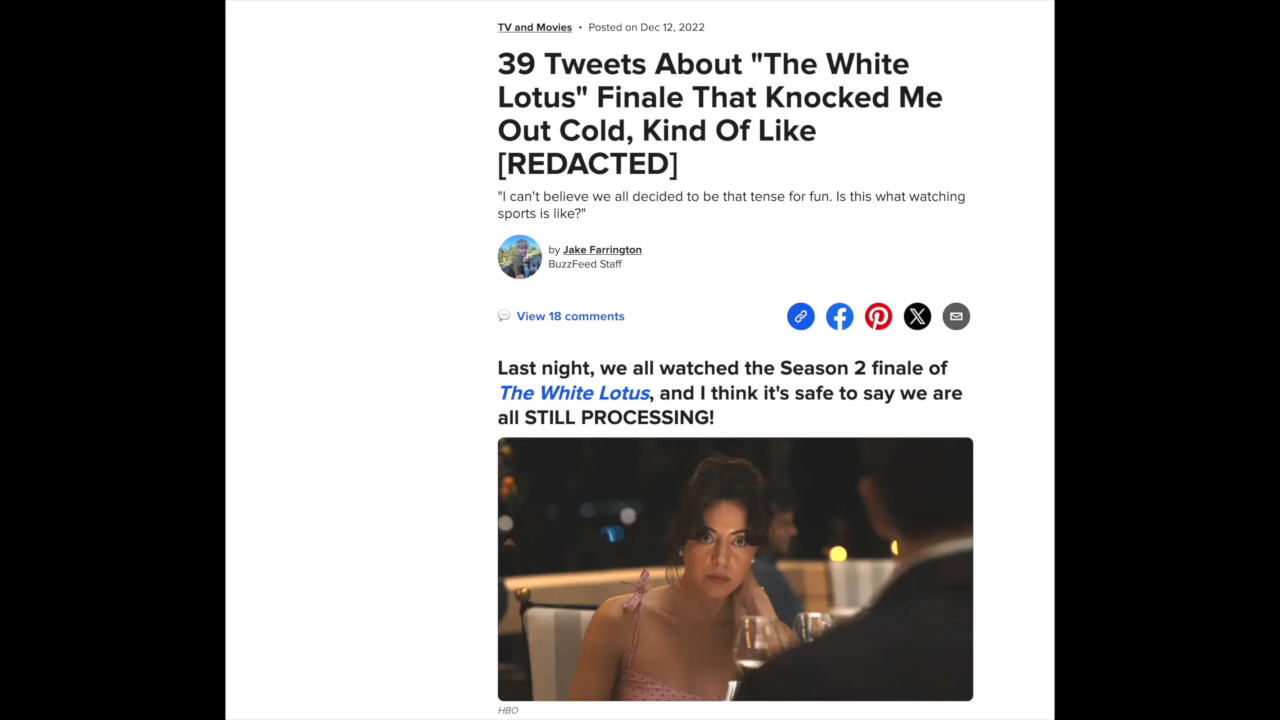 TV and Movies • Posted on Dec 12, 2022
39 Tweets About "The White
Lotus" Finale That Knocked Me
Out Cold, Kind Of Like
[REDACTED]
"I can't believe we all decided to be that tense for fun. Is this what watching
sports is like?"
by Jake Farrington
BuzzFeed Staff
View 18 comments
Last night, we all watched the Season 2 finale of
The White Lotus, and I think it's safe to say we are
all STILL PROCESSING!
HBO